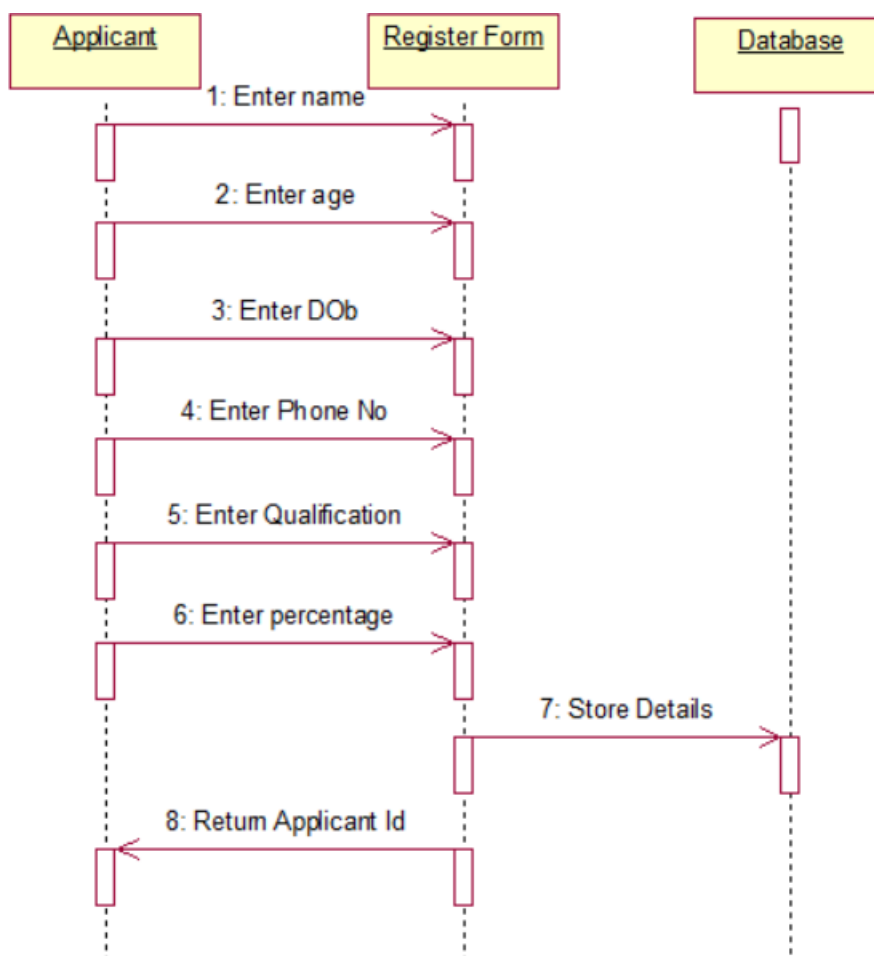 Applicant
Register Form
Database
1: Enter name
2: Enter age
3: Enter DOb
4: Enter Phone No
5: Enter Qualification
6: Enter percentage
7: Store Details
8: Return Applicant Id